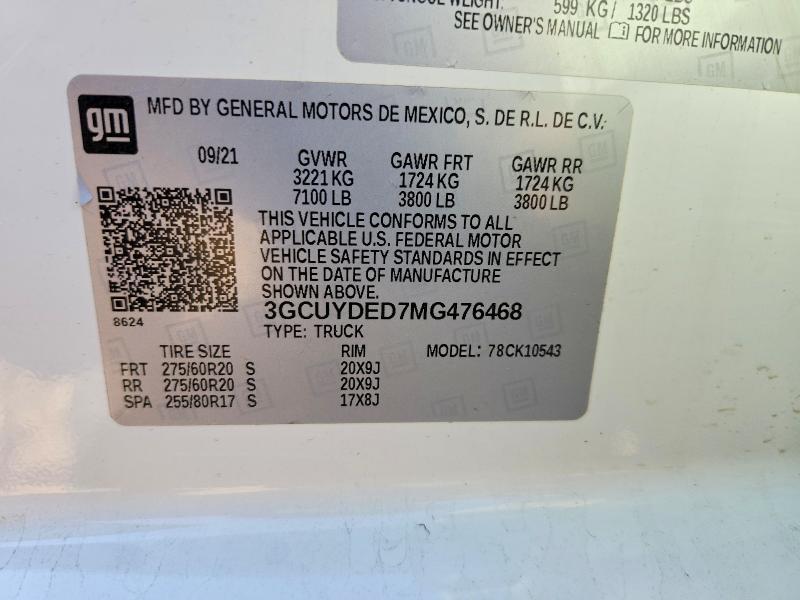 599 KG / 1320 LBS
SEE OWNER'S MANUAL FOR MORE INFORMATION
gm
MFD BY GENERAL MOTORS DE MEXICO, S. DE R.L. DE C.V.
09/21 GVWR GAWR FRT GAWR RR
3221 KG 1724 KG 1724 KG
7100 LB 3800 LB 3800 LB
THIS VEHICLE CONFORMS TO ALL
APPLICABLE U.S. FEDERAL MOTOR
VEHICLE SAFETY STANDARDS IN EFFECT
ON THE DATE OF MANUFACTURE
SHOWN ABOVE.
8624 3GCUYDED7MG476468
TYPE: TRUCK
TIRE SIZE RIM MODEL: 78CK10543
FRT 275/60R20 S 20X9J
RR 275/60R20 S 20X9J
SPA 255/80R17 S 17X8J